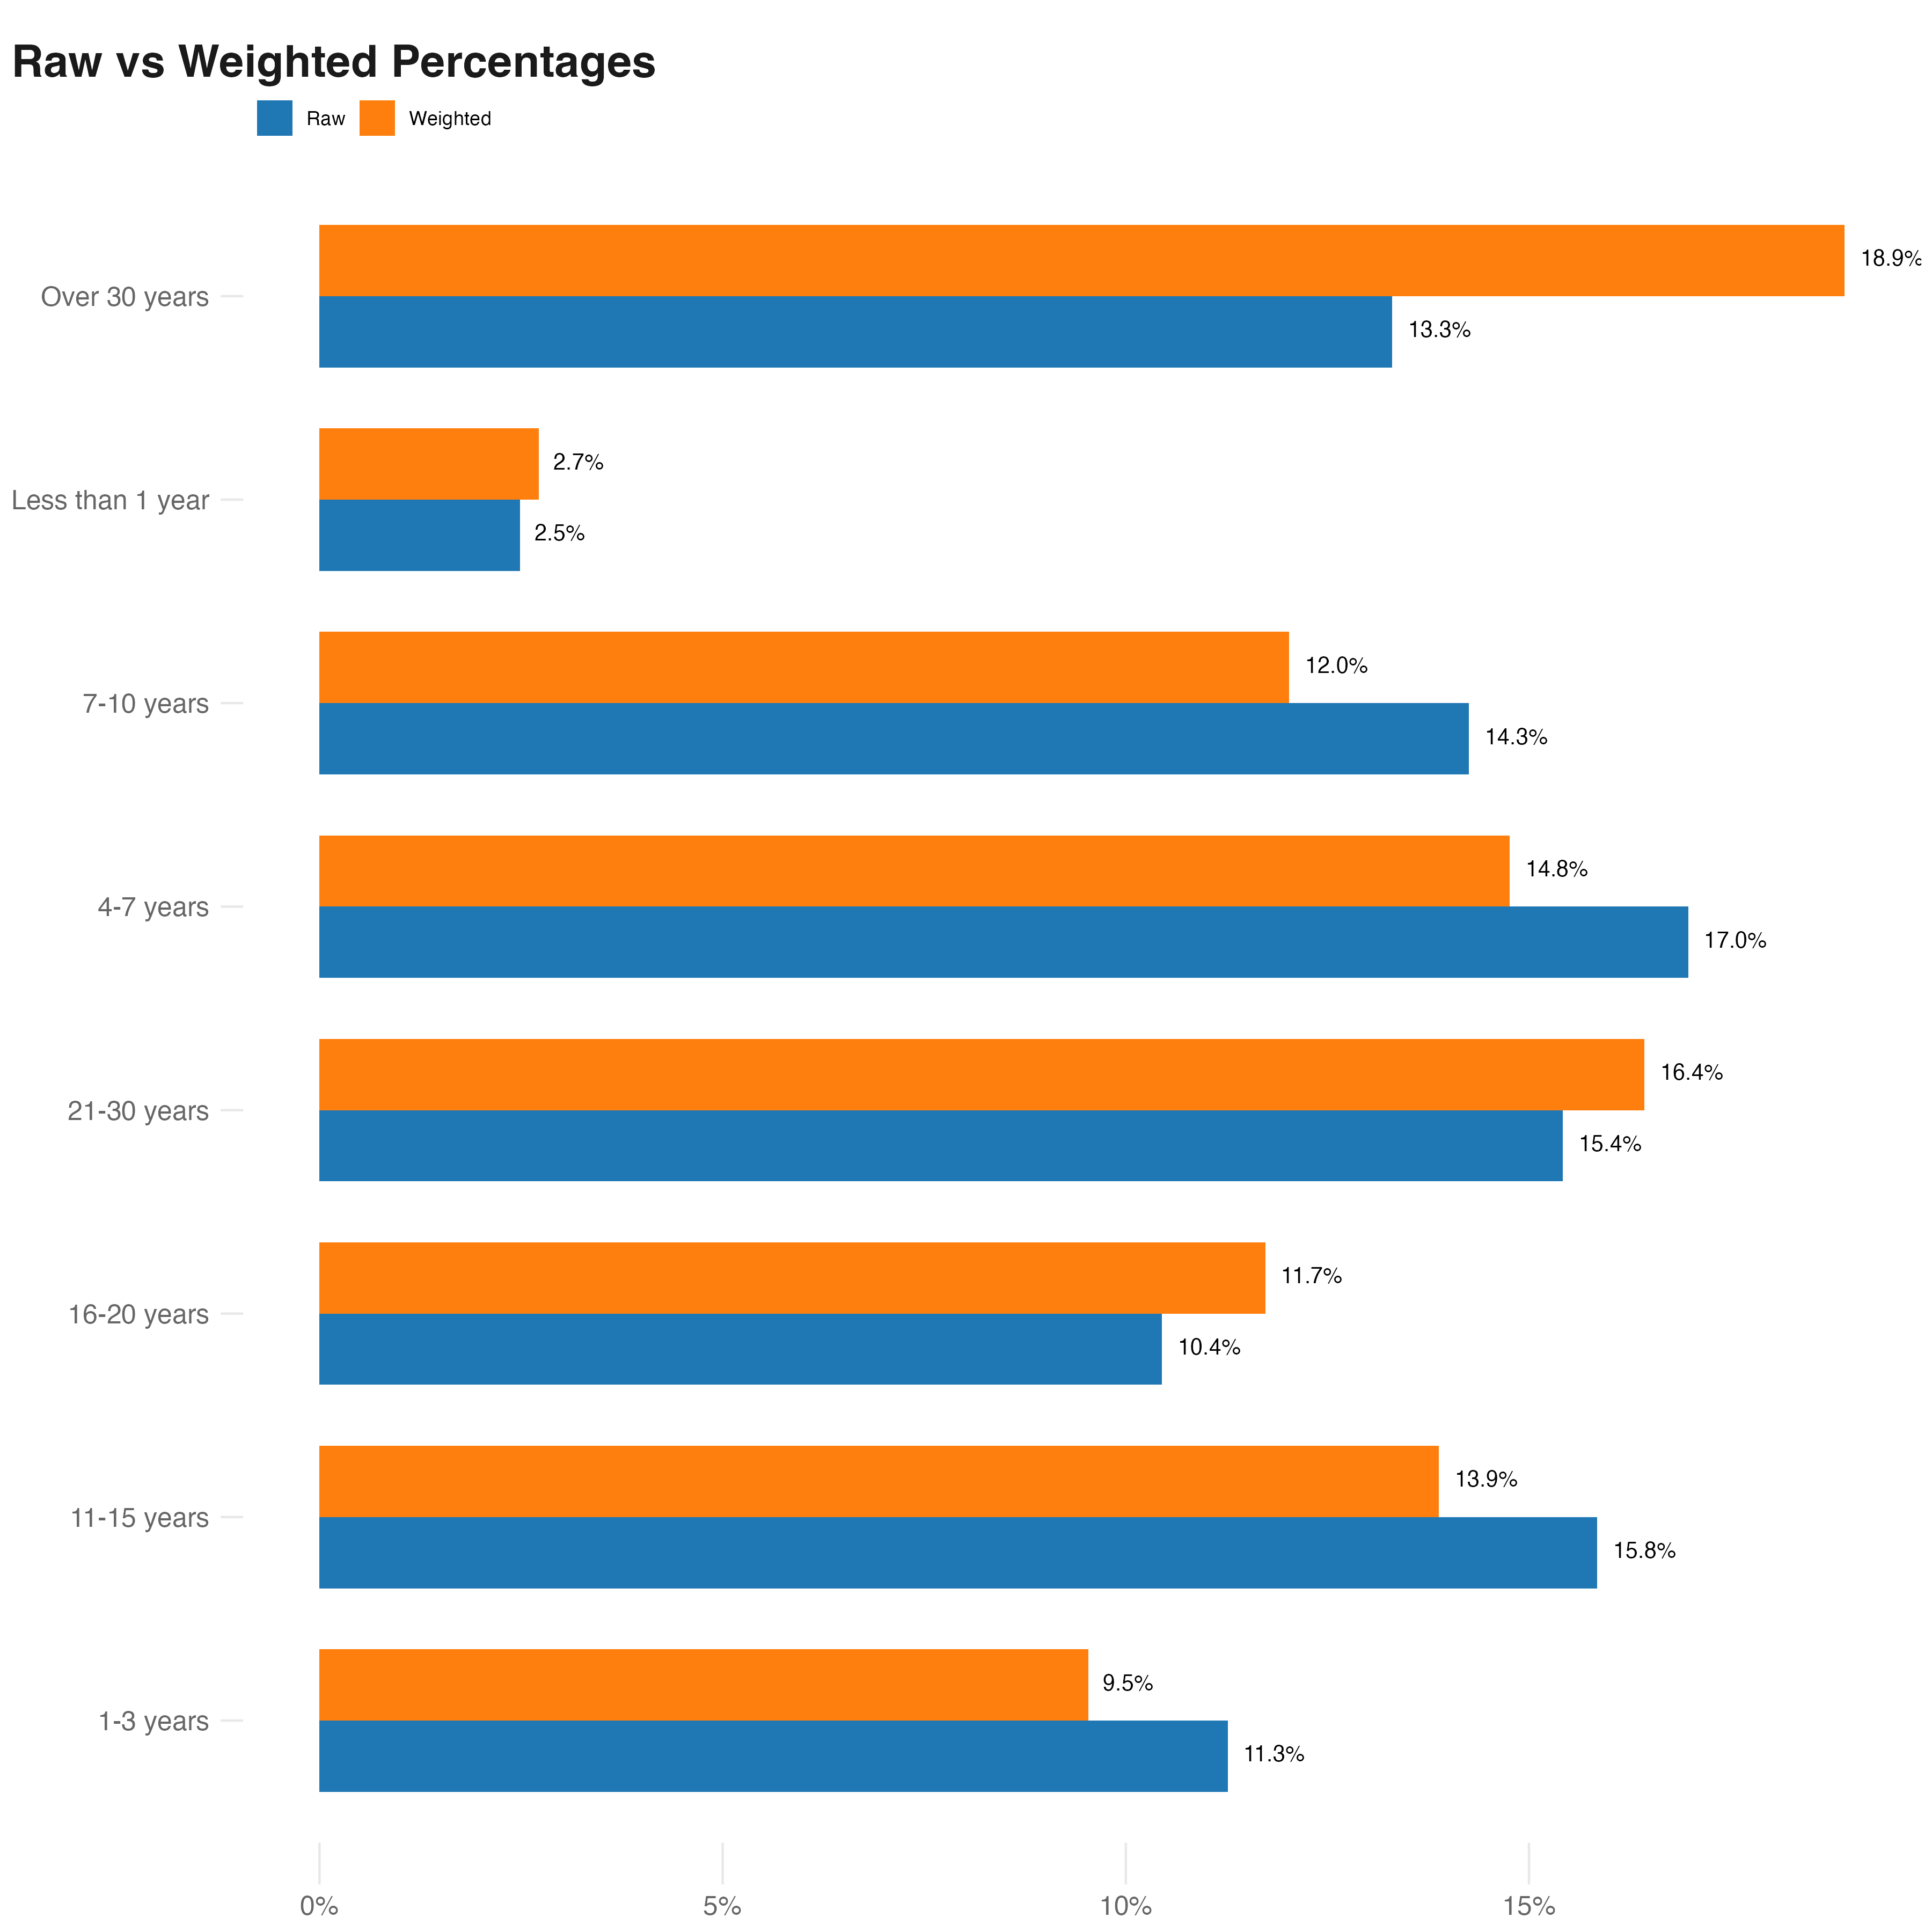 Raw vs Weighted Percentages
Raw Weighted
Over 30 years
18.9%
13.3%
Less than 1 year
2.7%
2.5%
7-10 years
12.0%
14.3%
4-7 years
14.8%
17.0%
21-30 years
16.4%
15.4%
16-20 years
11.7%
10.4%
11-15 years
13.9%
15.8%
1-3 years
9.5%
11.3%
0% 5% 10% 15%